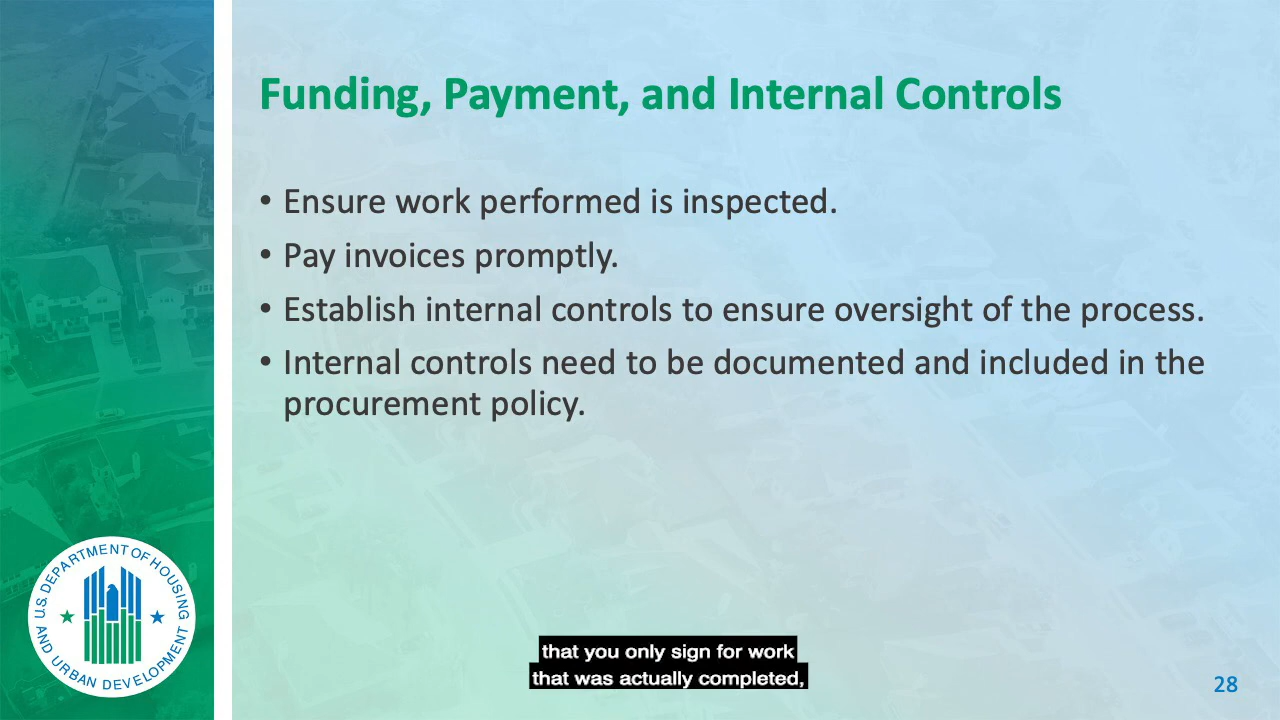 Funding, Payment, and Internal Controls
• Ensure work performed is inspected.
• Pay invoices promptly.
• Establish internal controls to ensure oversight of the process.
• Internal controls need to be documented and included in the
procurement policy.
U.S. DEPARTMENT OF HOUSING
AND URBAN DEVELOPMENT
that you only sign for work
that was actually completed,
28